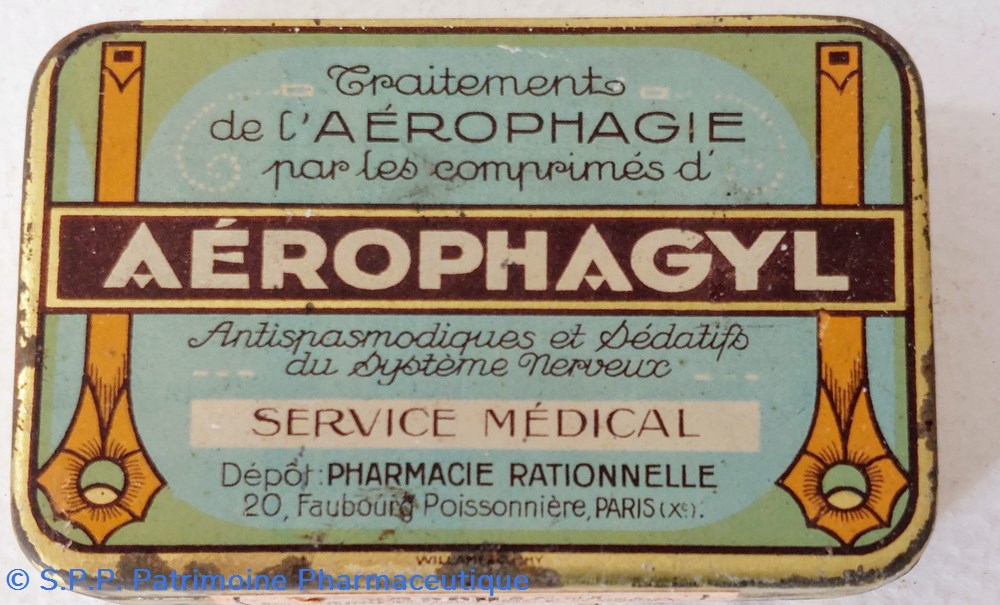 Traitement
de l'AÉROPHAGIE
par les comprimés d'
AÉROPHAGYL
Antispasmodiques et Sédatifs
du Système Nerveux
SERVICE MÉDICAL
Dépôt: PHARMACIE RATIONNELLE
20, Faubourg Poissonnière, PARIS (Xe).
© S.P.P. Patrimoine Pharmaceutique